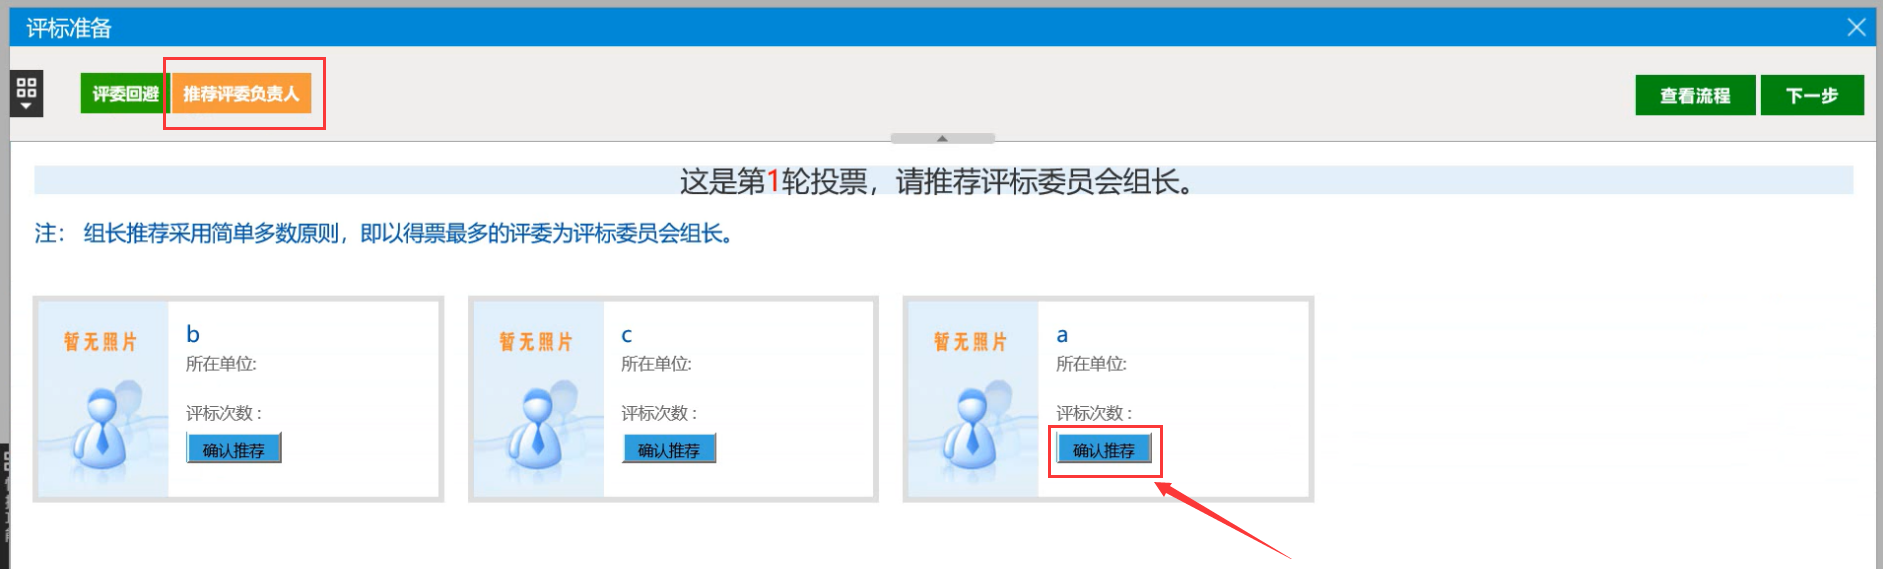 评标准备
评委回避 推荐评委负责人 查看流程 下一步
这是第1轮投票，请推荐评标委员会组长。
注： 组长推荐采用简单多数原则，即以得票最多的评委为评标委员会组长。
暂无照片
b
所在单位:
评标次数 :
确认推荐
暂无照片
c
所在单位:
评标次数 :
确认推荐
暂无照片
a
所在单位:
评标次数 :
确认推荐